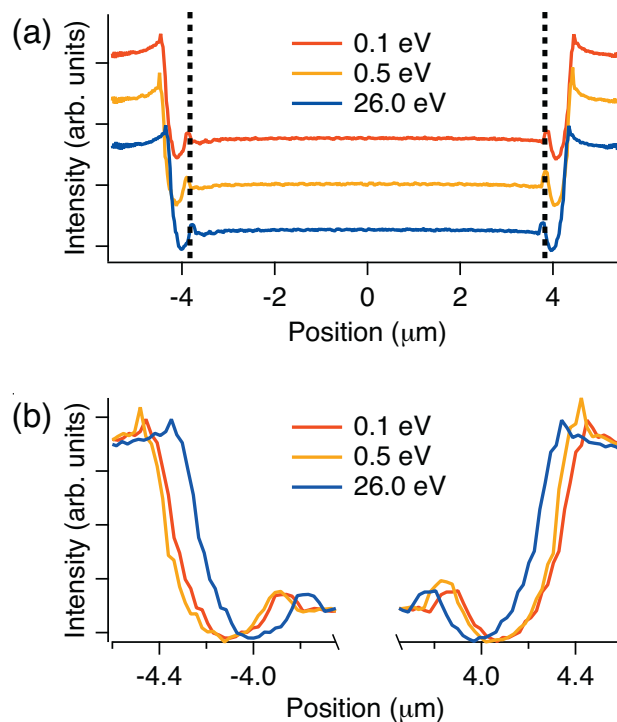 (a)
Intensity (arb. units)
0.1 eV
0.5 eV
26.0 eV
-4 -2 0 2 4
Position (μm)
(b)
Intensity (arb. units)
0.1 eV
0.5 eV
26.0 eV
-4.4 -4.0 4.0 4.4
Position (μm)